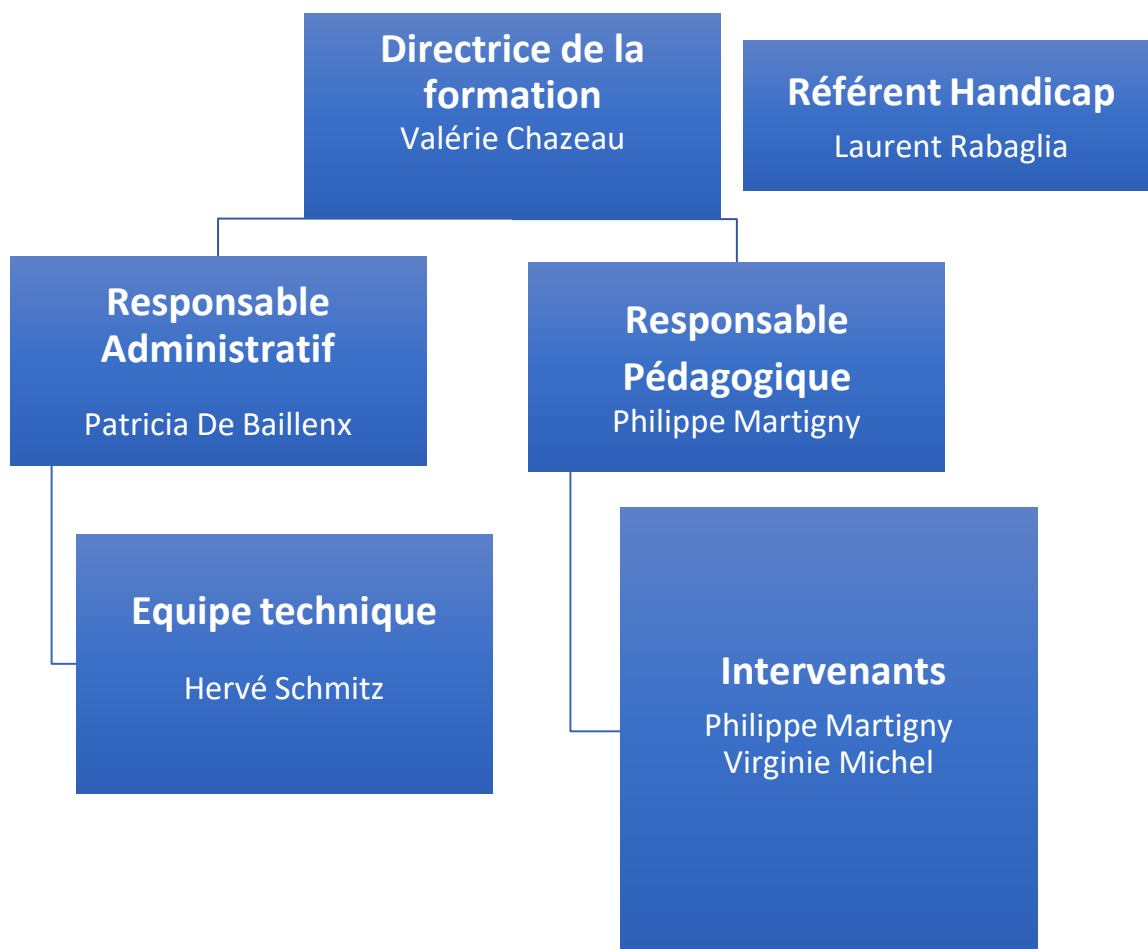 Directrice de la
formation
Valérie Chazeau
Référent Handicap
Laurent Rabaglia
Responsable
Administratif
Patricia De Baillenx
Responsable
Pédagogique
Philippe Martigny
Equipe technique
Hervé Schmitz
Intervenants
Philippe Martigny
Virginie Michel